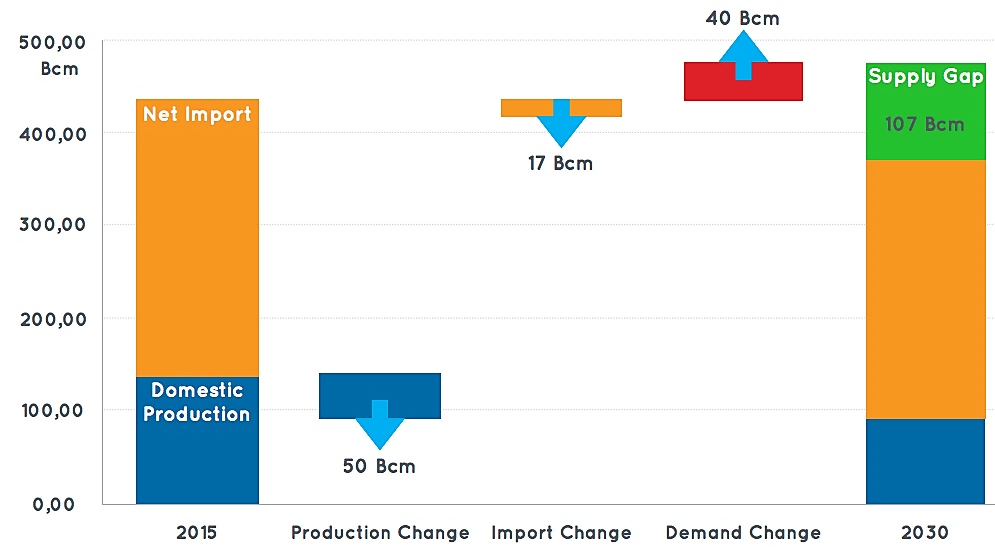 40 Bcm
500,00
Bcm
Supply Gap
Net Import
107 Bcm
400,00
17 Bcm
300,00
200,00
Domestic
Production
100,00
50 Bcm
0,00
2015
Production Change
Import Change
Demand Change
2030